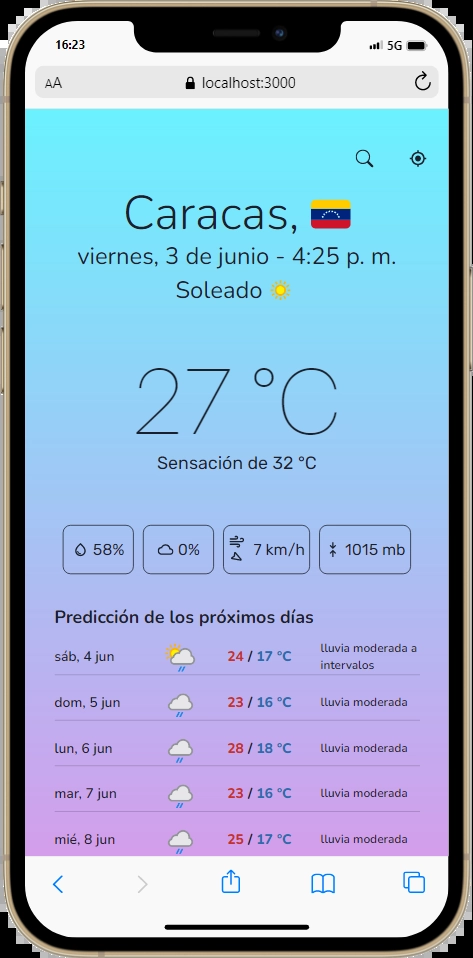 16:23
5G
AA
localhost:3000
Caracas,
viernes, 3 de junio - 4:25 p. m.
Soleado
27 °C
Sensación de 32 °C
58%
0%
7 km/h
1015 mb
Predicción de los próximos días
sáb, 4 jun
24 / 17 °C
lluvia moderada a
intervalos
dom, 5 jun
23 / 16 °C
lluvia moderada
lun, 6 jun
28 / 18 °C
lluvia moderada
mar, 7 jun
23 / 16 °C
lluvia moderada
mié, 8 jun
25 / 17 °C
lluvia moderada